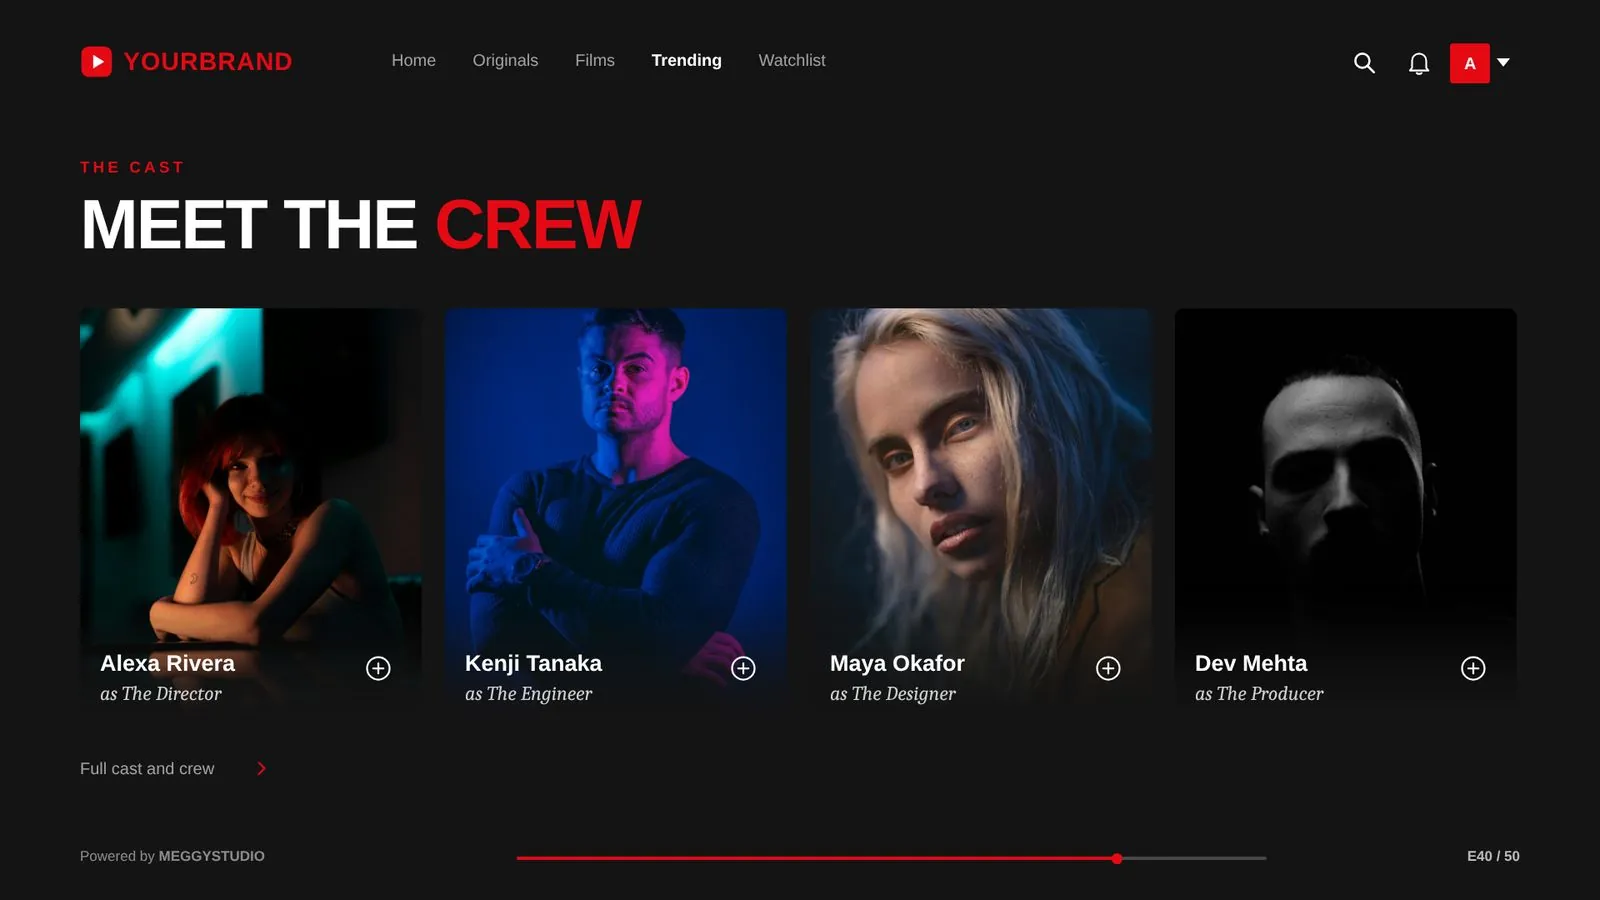 YOURBRAND
Home Originals Films Trending Watchlist
A
THE CAST
MEET THE CREW
Alexa Rivera
as The Director
Kenji Tanaka
as The Engineer
Maya Okafor
as The Designer
Dev Mehta
as The Producer
Full cast and crew
Powered by MEGGYSTUDIO
E40 / 50